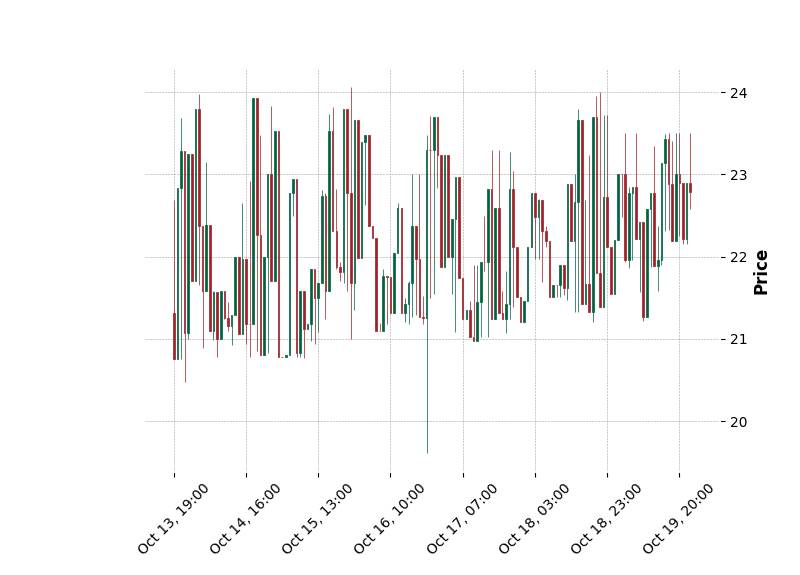 24
23
22
21
20
Price
Oct 13, 19:00
Oct 14, 16:00
Oct 15, 13:00
Oct 16, 10:00
Oct 17, 07:00
Oct 18, 03:00
Oct 18, 23:00
Oct 19, 20:00